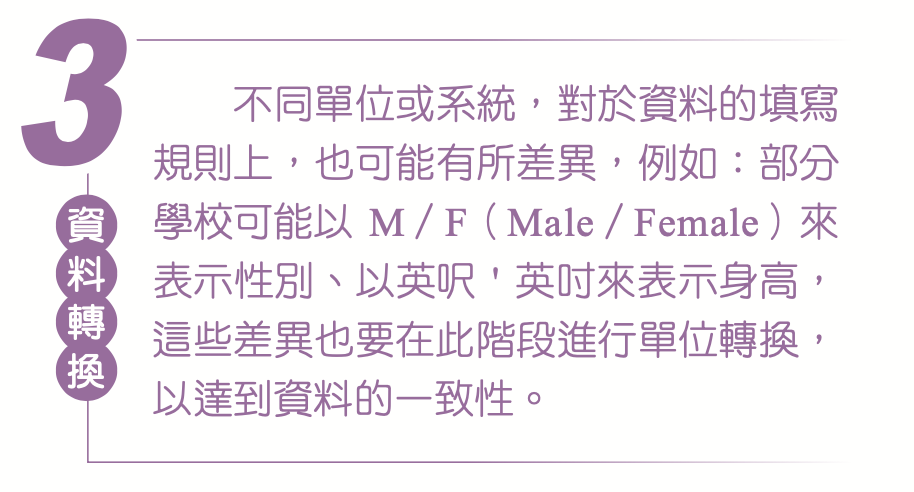 3
資料轉換
不同單位或系統，對於資料的填寫
規則上，也可能有所差異，例如：部分
學校可能以 M／F（Male／Female）來
表示性別、以英呎'英吋來表示身高，
這些差異也要在此階段進行單位轉換，
以達到資料的一致性。